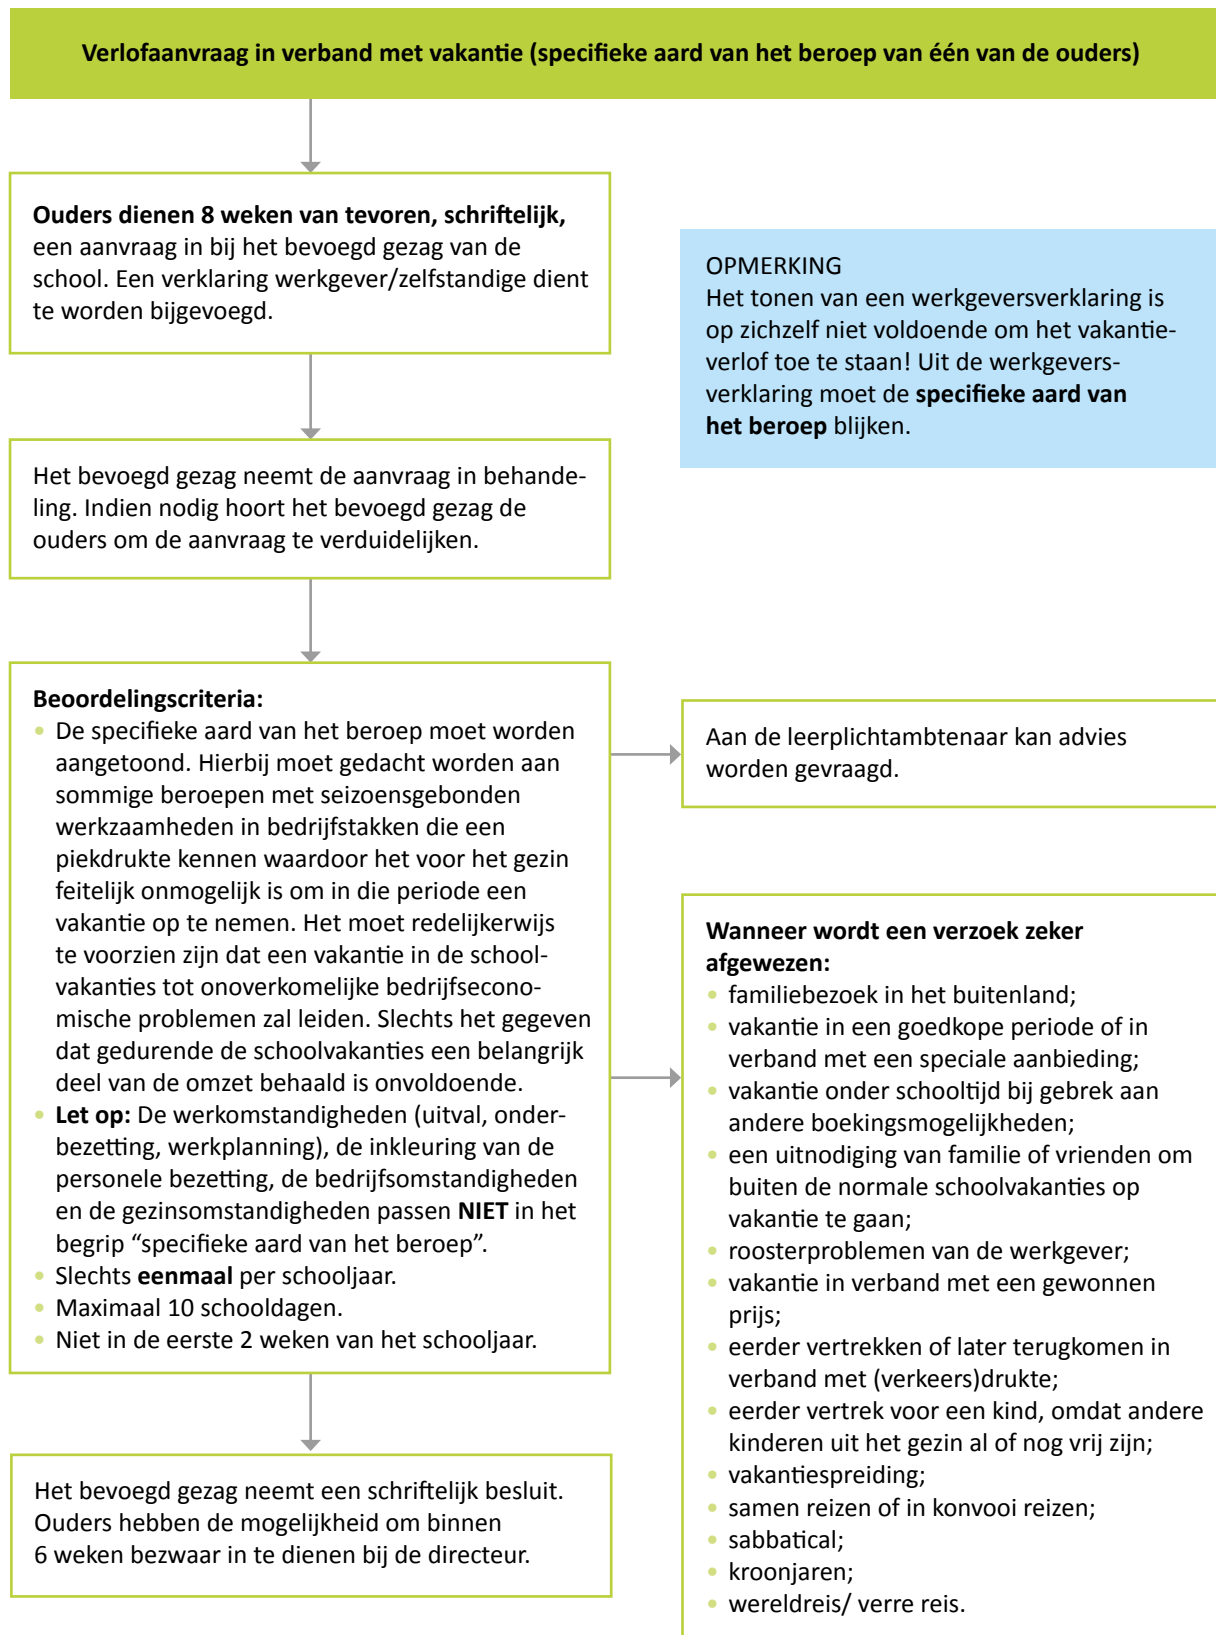 Verlofaanvraag in verband met vakantie (specifieke aard van het beroep van één van de ouders)
Ouders dienen 8 weken van tevoren, schriftelijk,
een aanvraag in bij het bevoegd gezag van de
school. Een verklaring werkgever/zelfstandige dient
te worden bijgevoegd.
OPMERKING
Het tonen van een werkgeversverklaring is
op zichzelf niet voldoende om het vakantie-
verlof toe te staan! Uit de werkgevers-
verklaring moet de specifieke aard van
het beroep blijken.
Het bevoegd gezag neemt de aanvraag in behande-
ling. Indien nodig hoort het bevoegd gezag de
ouders om de aanvraag te verduidelijken.
Beoordelingscriteria:
• De specifieke aard van het beroep moet worden
aangetoond. Hierbij moet gedacht worden aan
sommige beroepen met seizoensgebonden
werkzaamheden in bedrijfstakken die een
piekdrukte kennen waardoor het voor het gezin
feitelijk onmogelijk is om in die periode een
vakantie op te nemen. Het moet redelijkerwijs
te voorzien zijn dat een vakantie in de school-
vakanties tot onoverkomelijke bedrijfsecono-
mische problemen zal leiden. Slechts het gegeven
dat gedurende de schoolvakanties een belangrijk
deel van de omzet behaald is onvoldoende.
• Let op: De werkomstandigheden (uitval, onder-
bezetting, werkplanning), de inkleuring van de
personele bezetting, de bedrijfsomstandigheden
en de gezinsomstandigheden passen NIET in het
begrip “specifieke aard van het beroep”.
• Slechts eenmaal per schooljaar.
• Maximaal 10 schooldagen.
• Niet in de eerste 2 weken van het schooljaar.
Aan de leerplichtambtenaar kan advies
worden gevraagd.
Wanneer wordt een verzoek zeker
afgewezen:
• familiebezoek in het buitenland;
• vakantie in een goedkope periode of in
verband met een speciale aanbieding;
• vakantie onder schooltijd bij gebrek aan
andere boekingsmogelijkheden;
• een uitnodiging van familie of vrienden om
buiten de normale schoolvakanties op
vakantie te gaan;
• roosterproblemen van de werkgever;
• vakantie in verband met een gewonnen
prijs;
• eerder vertrekken of later terugkomen in
verband met (verkeers)drukte;
• eerder vertrek voor een kind, omdat andere
kinderen uit het gezin al of nog vrij zijn;
• vakantiespreiding;
• samen reizen of in konvooi reizen;
• sabbatical;
• kroonjaren;
• wereldreis/ verre reis.
Het bevoegd gezag neemt een schriftelijk besluit.
Ouders hebben de mogelijkheid om binnen
6 weken bezwaar in te dienen bij de directeur.